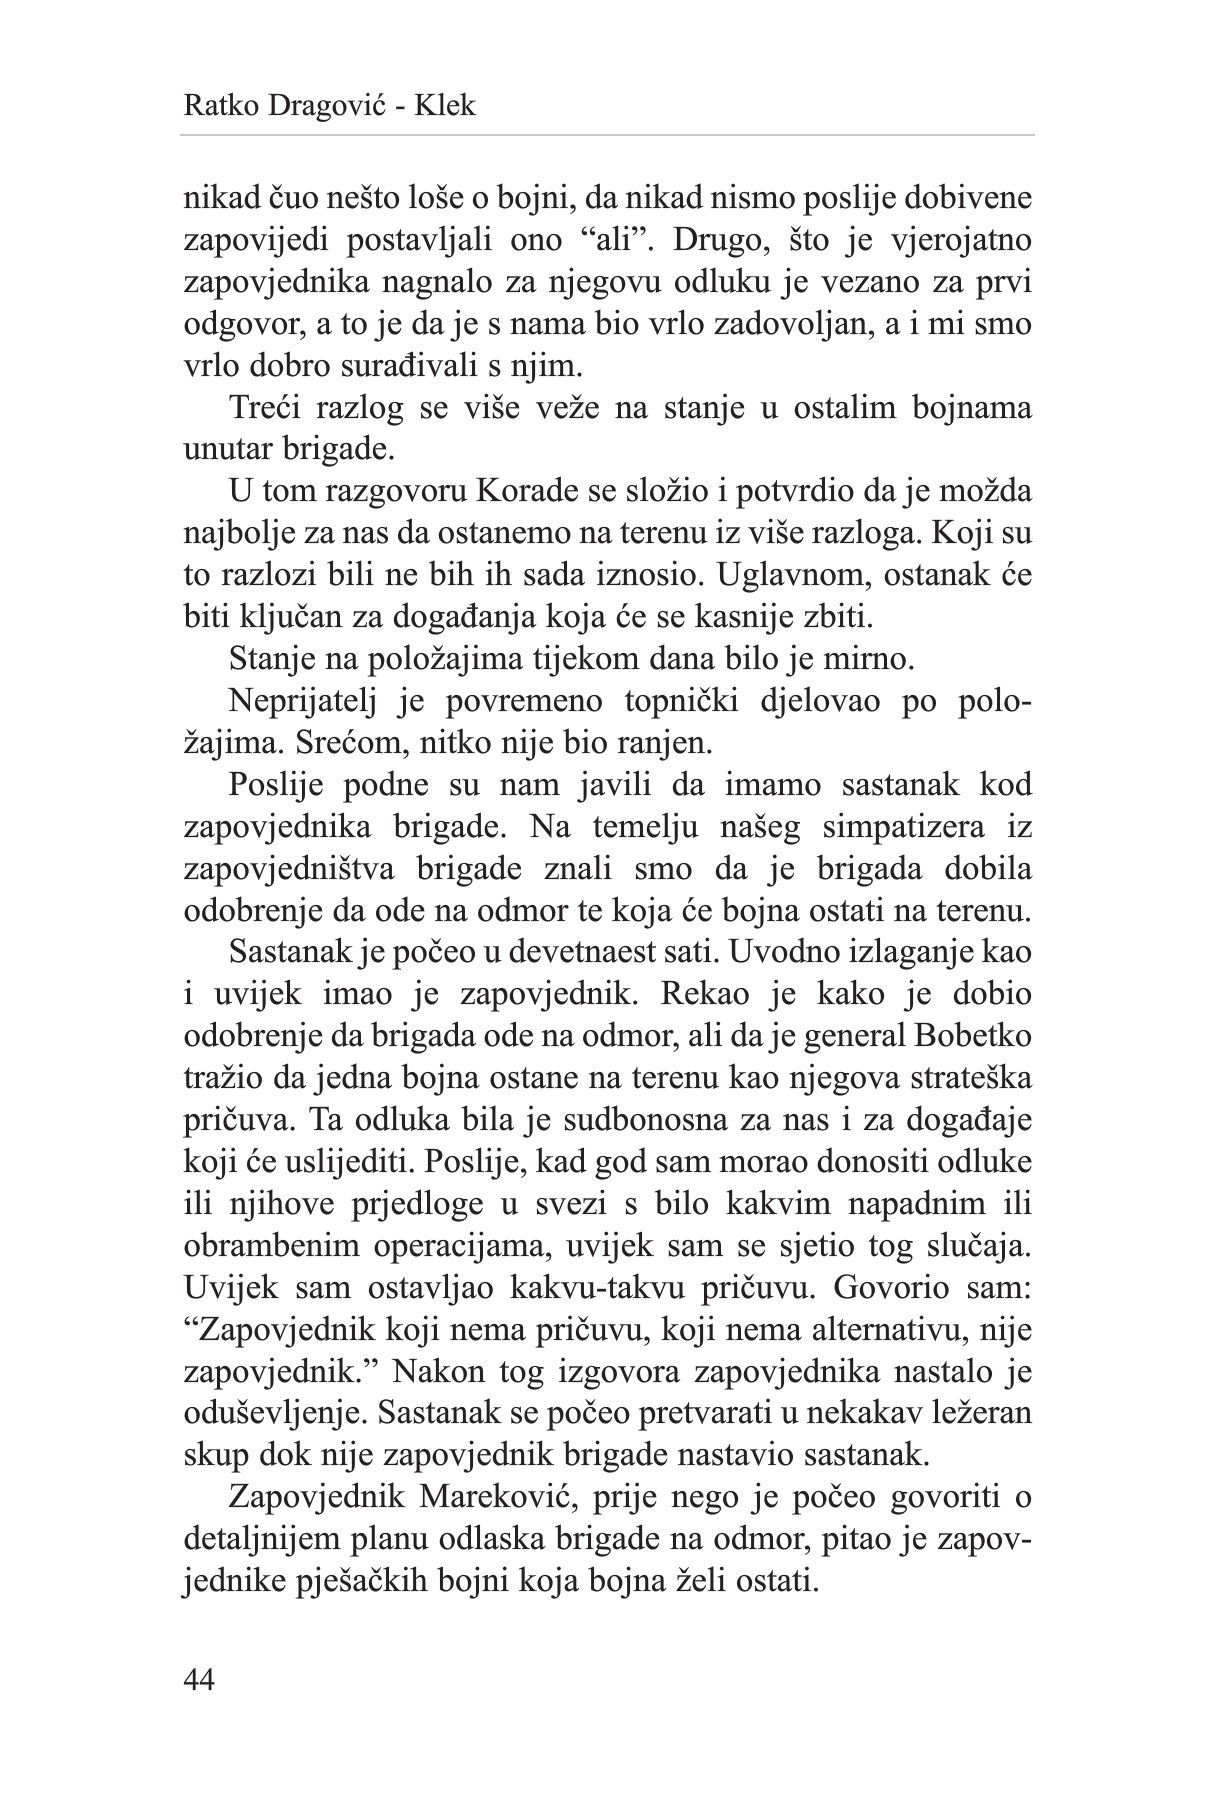 Ratko Dragović - Klek
nikad čuo nešto loše o bojni, da nikad nismo poslije dobivene
zapovijedi postavljali ono “ali”. Drugo, što je vjerojatno
zapovjednika nagnalo za njegovu odluku je vezano za prvi
odgovor, a to je da je s nama bio vrlo zadovoljan, a i mi smo
vrlo dobro surađivali s njim.
Treći razlog se više veže na stanje u ostalim bojnama
unutar brigade.
U tom razgovoru Korade se složio i potvrdio da je možda
najbolje za nas da ostanemo na terenu iz više razloga. Koji su
to razlozi bili ne bih ih sada iznosio. Uglavnom, ostanak će
biti ključan za događanja koja će se kasnije zbiti.
Stanje na položajima tijekom dana bilo je mirno.
Neprijatelj je povremeno topnički djelovao po polo-
žajima. Srećom, nitko nije bio ranjen.
Poslije podne su nam javili da imamo sastanak kod
zapovjednika brigade. Na temelju našeg simpatizera iz
zapovjedništva brigade znali smo da je brigada dobila
odobrenje da ode na odmor te koja će bojna ostati na terenu.
Sastanak je počeo u devetnaest sati. Uvodno izlaganje kao
i uvijek imao je zapovjednik. Rekao je kako je dobio
odobrenje da brigada ode na odmor, ali da je general Bobetko
tražio da jedna bojna ostane na terenu kao njegova strateška
pričuva. Ta odluka bila je sudbonosna za nas i za događaje
koji će uslijediti. Poslije, kad god sam morao donositi odluke
ili njihove prjedloge u svezi s bilo kakvim napadnim ili
obrambenim operacijama, uvijek sam se sjetio tog slučaja.
Uvijek sam ostavljao kakvu-takvu pričuvu. Govorio sam:
“Zapovjednik koji nema pričuvu, koji nema alternativu, nije
zapovjednik.” Nakon tog izgovora zapovjednika nastalo je
oduševljenje. Sastanak se počeo pretvarati u nekakav ležeran
skup dok nije zapovjednik brigade nastavio sastanak.
Zapovjednik Mareković, prije nego je počeo govoriti o
detaljnijem planu odlaska brigade na odmor, pitao je zapov-
jednike pješačkih bojni koja bojna želi ostati.
44